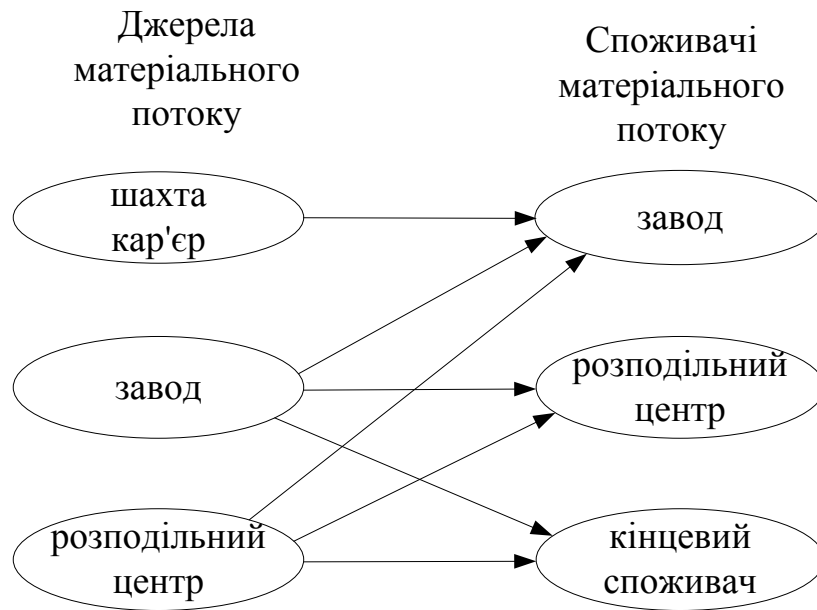 Джерела
матеріального
потоку
Споживачі
матеріального
потоку
шахта
кар'єр
завод
завод
розподільний
центр
розподільний
центр
кінцевий
споживач